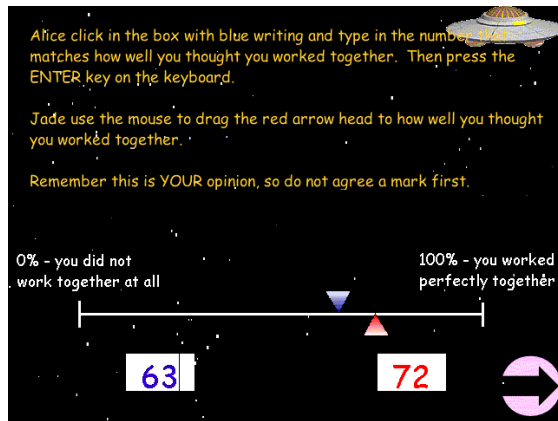 Alice click in the box with blue writing and type in the number that
matches how well you thought you worked together. Then press the
ENTER key on the keyboard.
Jade use the mouse to drag the red arrow head to how well you thought
you worked together.
Remember this is YOUR opinion, so do not agree a mark first.
0% - you did not
work together at all
100% - you worked
perfectly together
63
72